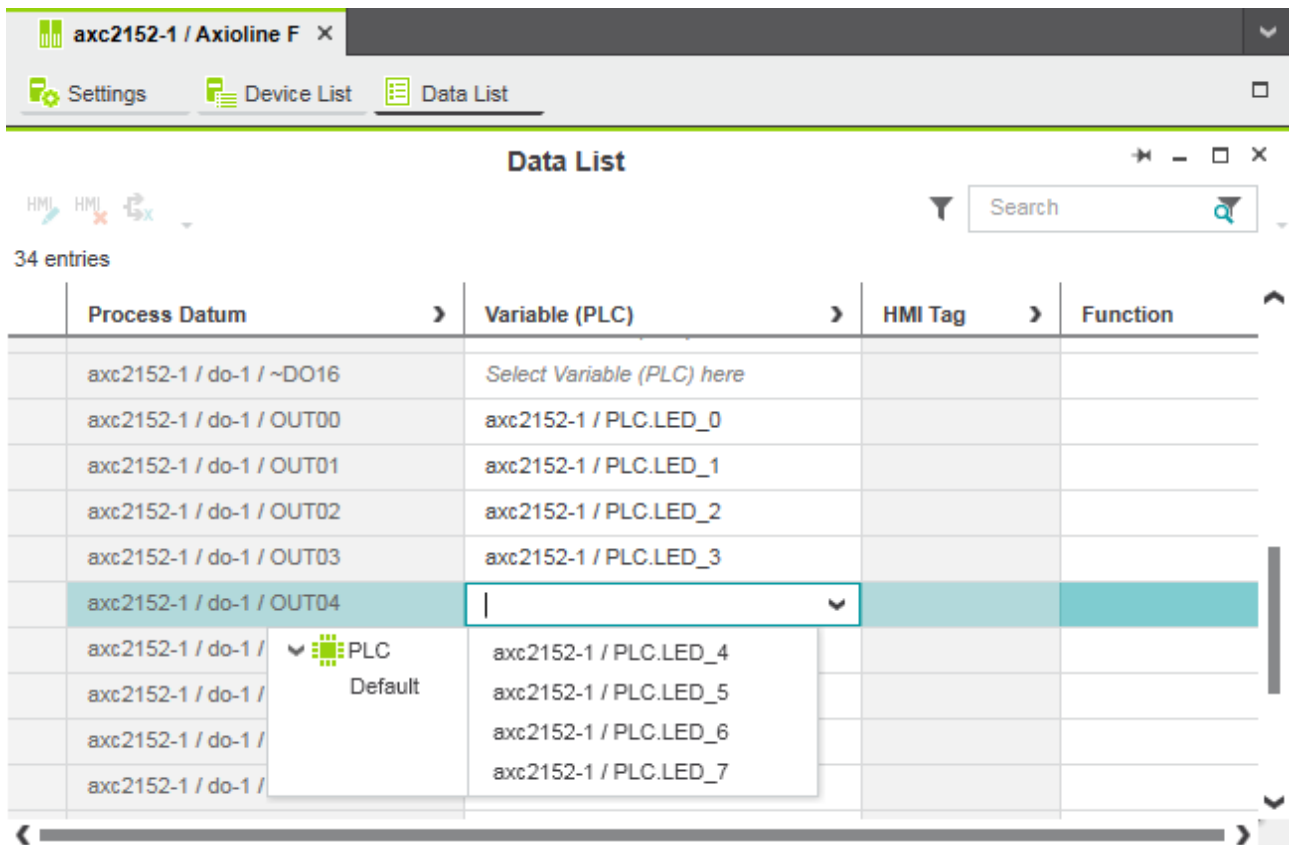 axc2152-1 / Axioline F
Settings Device List Data List
Data List
HMI HMI x Search
34 entries
Process Datum Variable (PLC) HMI Tag Function
axc2152-1 / do-1 / ~DO16 Select Variable (PLC) here
axc2152-1 / do-1 / OUT00 axc2152-1 / PLC.LED_0
axc2152-1 / do-1 / OUT01 axc2152-1 / PLC.LED_1
axc2152-1 / do-1 / OUT02 axc2152-1 / PLC.LED_2
axc2152-1 / do-1 / OUT03 axc2152-1 / PLC.LED_3
axc2152-1 / do-1 / OUT04
axc2152-1 / do-1 / PLC axc2152-1 / PLC.LED_4
axc2152-1 / do-1 / Default axc2152-1 / PLC.LED_5
axc2152-1 / do-1 / axc2152-1 / PLC.LED_6
axc2152-1 / do-1 / axc2152-1 / PLC.LED_7